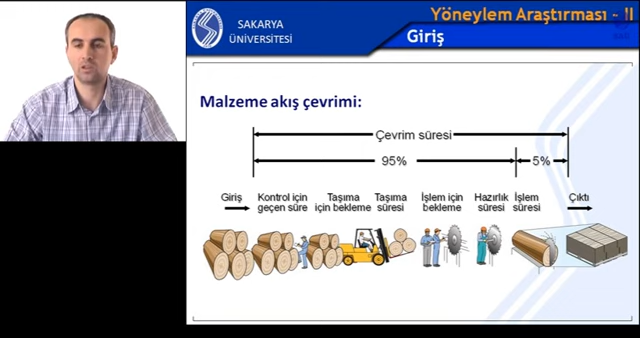 SAKARYA
ÜNİVERSİTESİ
Yöneylem Araştırması - II
Giriş
Malzeme akış çevrimi:
Çevrim süresi
95%
5%
Giriş
Kontrol için
geçen süre
Taşıma
için bekleme
Taşıma
süresi
İşlem için
bekleme
Hazırlık
süresi
İşlem
süresi
Çıktı